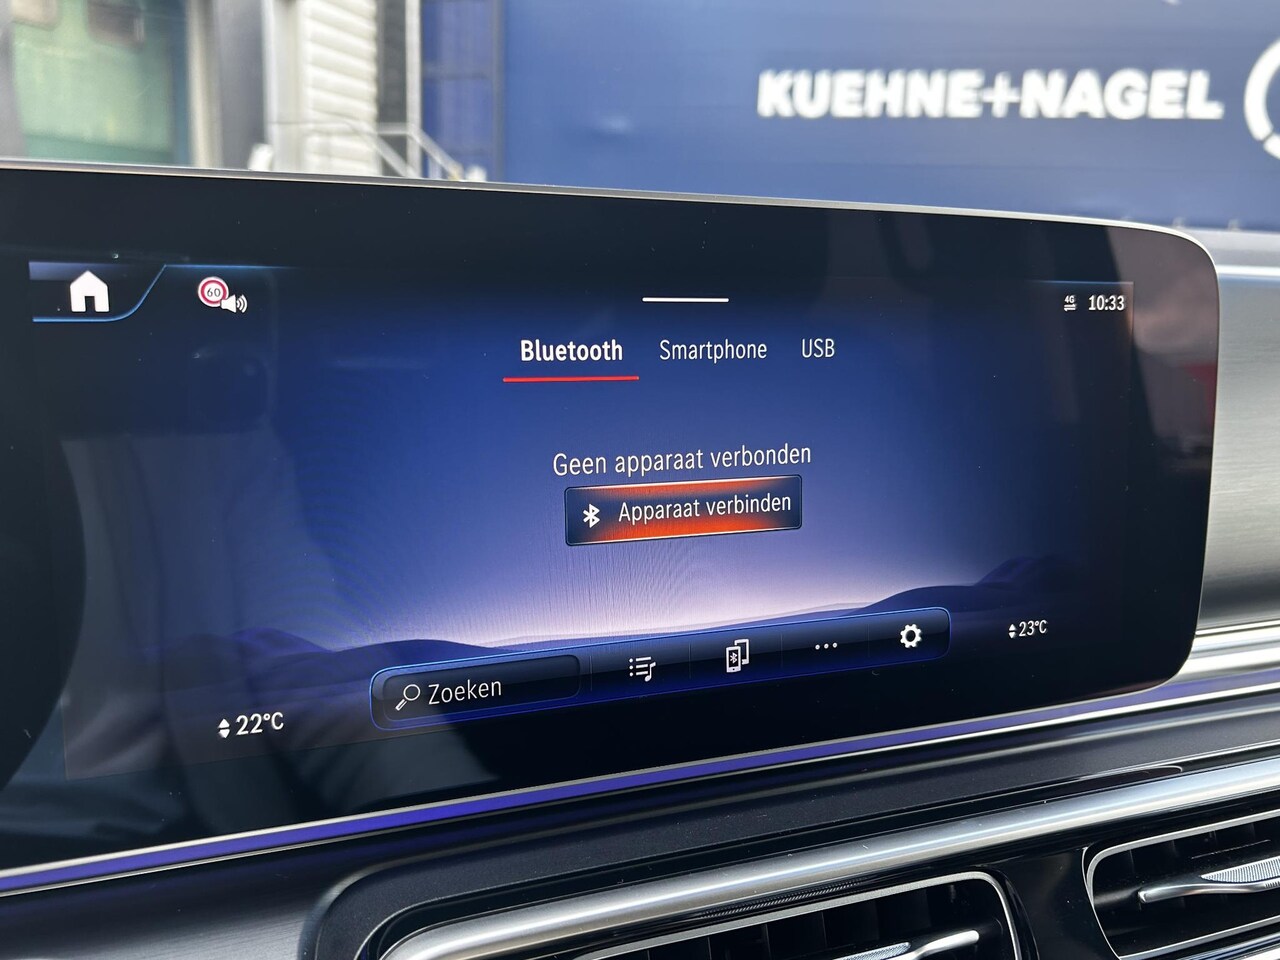 KUEHNE+NAGEL
60
4G 10:33
Bluetooth Smartphone USB
Geen apparaat verbonden
Apparaat verbinden
23°C
Zoeken
22°C